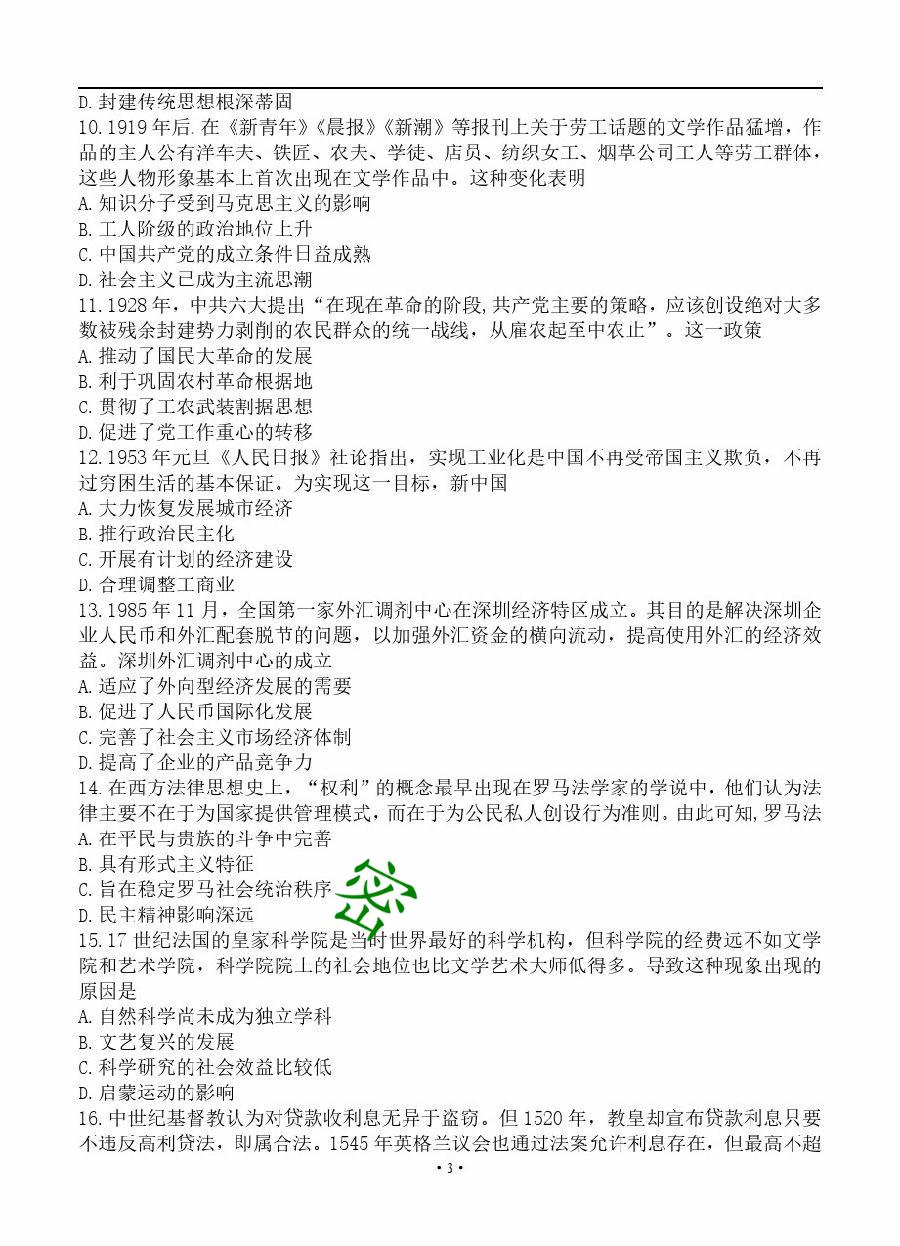 D. 封建传统思想根深蒂固
10. 1919 年后. 在《新青年》《晨报》《新潮》等报刊上关于劳工话题的文学作品猛增，作
品的主人公有洋车夫、铁匠、农夫、学徒、店员、纺织女工、烟草公司工人等劳工群体，
这些人物形象基本上首次出现在文学作品中。这种变化表明
A. 知识分子受到马克思主义的影响
B. 工人阶级的政治地位上升
C. 中国共产党的成立条件日益成熟
D. 社会主义已成为主流思潮
11. 1928 年，中共六大提出“在现在革命的阶段, 共产党主要的策略，应该创设绝对大多
数被残余封建势力剥削的农民群众的统一战线，从雇农起至中农止”。这一政策
A. 推动了国民大革命的发展
B. 利于巩固农村革命根据地
C. 贯彻了工农武装割据思想
D. 促进了党工作重心的转移
12. 1953 年元旦《人民日报》社论指出，实现工业化是中国不再受帝国主义欺负，不再
过穷困生活的基本保证。为实现这一目标，新中国
A. 大力恢复发展城市经济
B. 推行政治民主化
C. 开展有计划的经济建设
D. 合理调整工商业
13. 1985 年 11 月，全国第一家外汇调剂中心在深圳经济特区成立。其目的是解决深圳企
业人民币和外汇配套脱节的问题，以加强外汇资金的横向流动，提高使用外汇的经济效
益。深圳外汇调剂中心的成立
A. 适应了外向型经济发展的需要
B. 促进了人民币国际化发展
C. 完善了社会主义市场经济体制
D. 提高了企业的产品竞争力
14. 在西方法律思想史上，“权利”的概念最早出现在罗马法学家的学说中，他们认为法
律主要不在于为国家提供管理模式，而在于为公民私人创设行为准则。由此可知, 罗马法
A. 在平民与贵族的斗争中完善
B. 具有形式主义特征
C. 旨在稳定罗马社会统治秩序
D. 民主精神影响深远
密
15. 17 世纪法国的皇家科学院是当时世界最好的科学机构，但科学院的经费远不如文学
院和艺术学院，科学院院士的社会地位也比文学艺术大师低得多。导致这种现象出现的
原因是
A. 自然科学尚未成为独立学科
B. 文艺复兴的发展
C. 科学研究的社会效益比较低
D. 启蒙运动的影响
16. 中世纪基督教认为对贷款收利息无异于盗窃。但 1520 年，教皇却宣布贷款利息只要
不违反高利贷法，即属合法。1545 年英格兰议会也通过法案允许利息存在，但最高不超
·3·